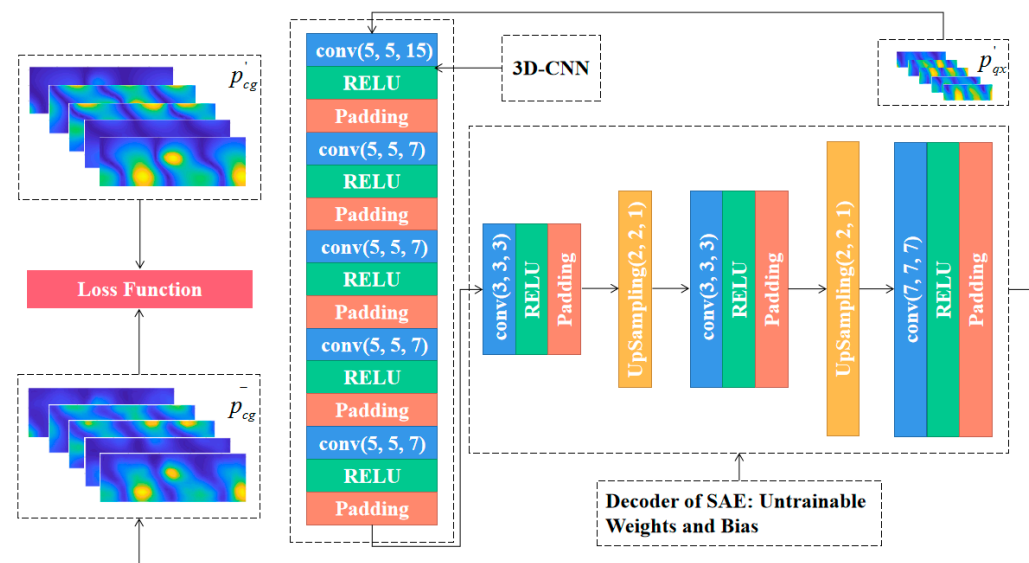 p'cg
Loss Function
p̄cg
conv(5, 5, 15)
RELU
Padding
conv(5, 5, 7)
RELU
Padding
conv(5, 5, 7)
RELU
Padding
conv(5, 5, 7)
RELU
Padding
conv(5, 5, 7)
RELU
Padding
3D-CNN
p'qx
conv(3, 3, 3)
RELU
Padding
UpSampling(2, 2, 1)
conv(3, 3, 3)
RELU
Padding
UpSampling(2, 2, 1)
conv(7, 7, 7)
RELU
Padding
Decoder of SAE: Untrainable
Weights and Bias